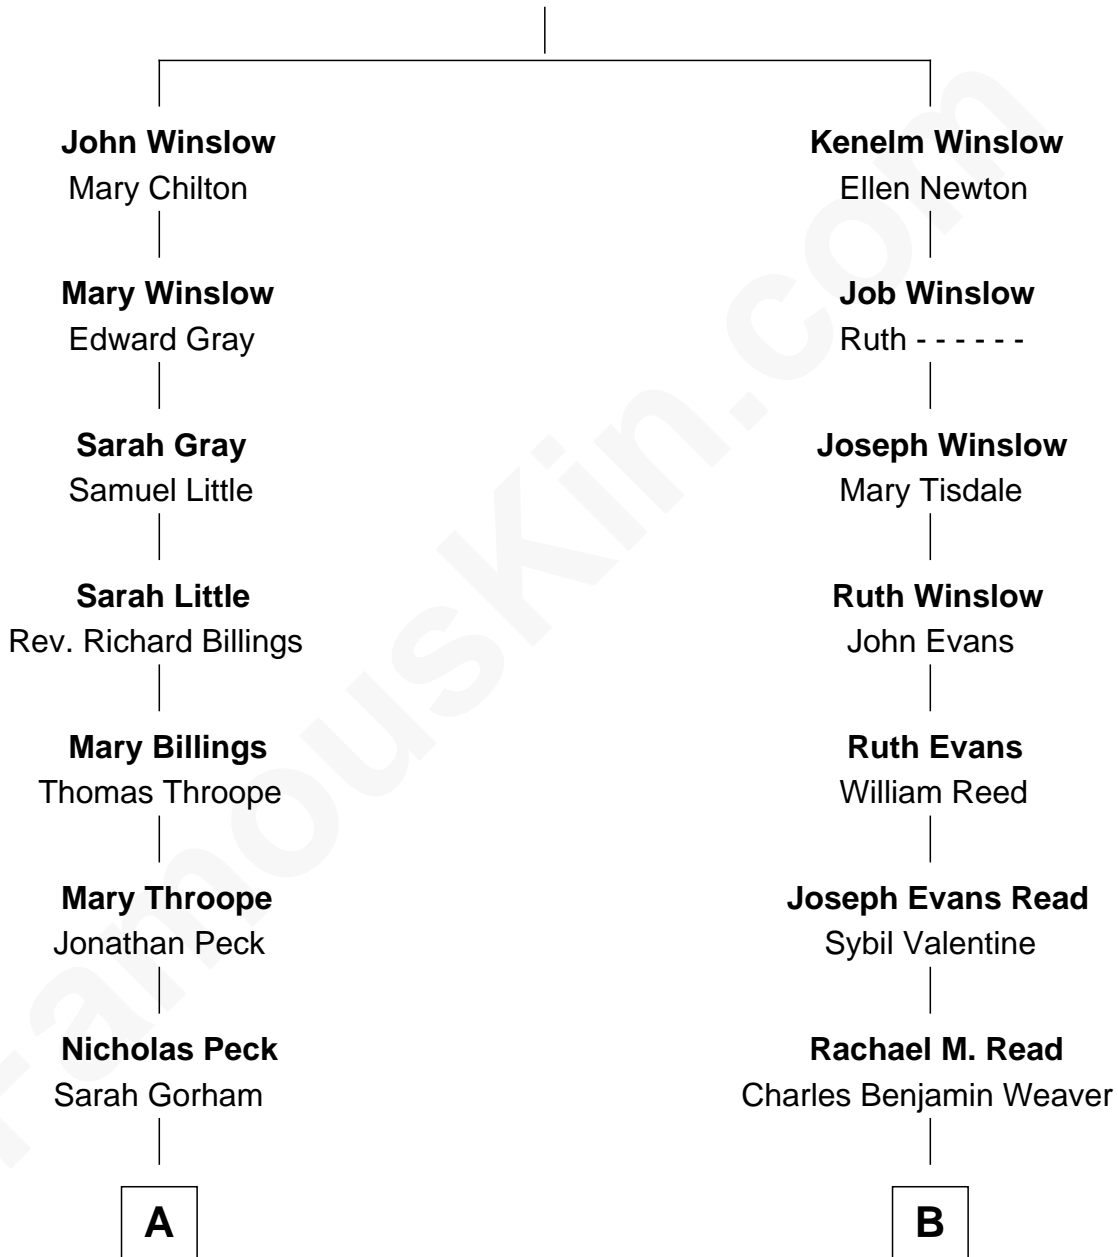 John Winslow
Mary Chilton
Mary Winslow
Edward Gray
Sarah Gray
Samuel Little
Sarah Little
Rev. Richard Billings
Mary Billings
Thomas Throope
Mary Throope
Jonathan Peck
Nicholas Peck
Sarah Gorham
A
Kenelm Winslow
Ellen Newton
Job Winslow
Ruth - - - - - -
Joseph Winslow
Mary Tisdale
Ruth Winslow
John Evans
Ruth Evans
William Reed
Joseph Evans Read
Sybil Valentine
Rachael M. Read
Charles Benjamin Weaver
B
FamousKin.com